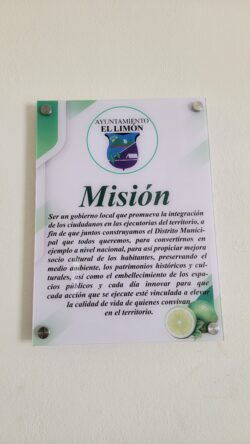 AYUNTAMIENTO
EL LIMÓN
Misión
Ser un gobierno local que promueva la integración
de los ciudadanos en las ejecutorias del territorio, a
fin de que juntos construyamos el Distrito Munici-
pal que todos queremos, para convertirnos en
ejemplo a nivel nacional, para así propiciar mejora
socio cultural de los habitantes, preservando el
medio ambiente, los patrimonios históricos y cul-
turales, así como el embellecimiento de los espa-
cios públicos y cada día innovar para que
cada acción que se ejecute esté vinculada a elevar
la calidad de vida de quienes convivan
en el territorio.